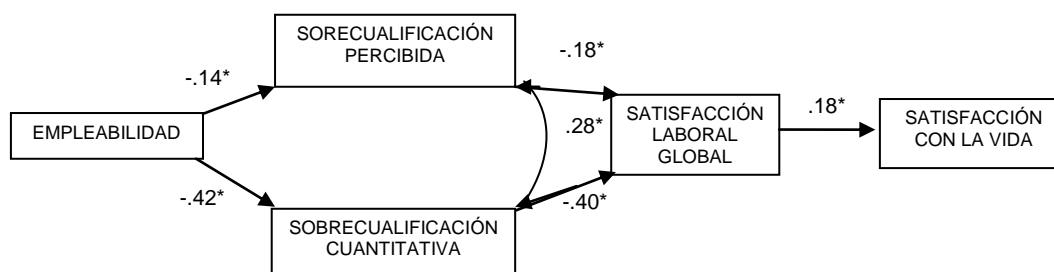 SORECUALIFICACIÓN
PERCIBIDA
-.18*
-.14*
EMPLEABILIDAD
.28*
SATISFACCIÓN
LABORAL
GLOBAL
.18*
SATISFACCIÓN
CON LA VIDA
-.42*
-.40*
SOBRECUALIFICACIÓN
CUANTITATIVA